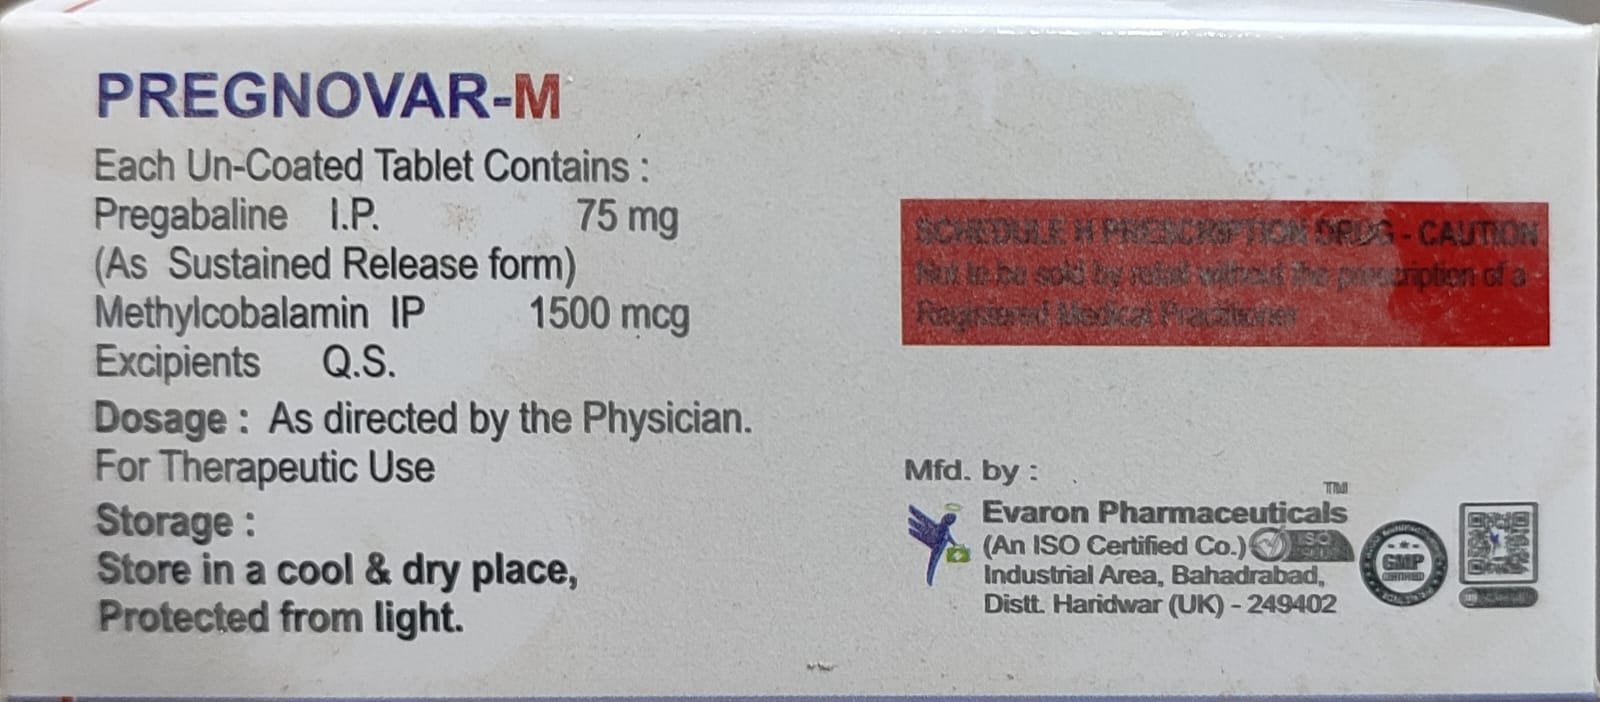 PREGNOVAR-M
Each Un-Coated Tablet Contains :
Pregabaline I.P. 75 mg
(As Sustained Release form)
Methylcobalamin IP 1500 mcg
Excipients Q.S.
Dosage : As directed by the Physician.
For Therapeutic Use
Storage :
Store in a cool & dry place,
Protected from light.
SCHEDULE H PRESCRIPTION DRUG - CAUTION
Not to be sold by retail without the prescription of a
Registered Medical Practitioner
Mfd. by :
Evaron Pharmaceuticals TM
(An ISO Certified Co.) ISO
Industrial Area, Bahadrabad,
Distt. Haridwar (UK) - 249402
GMP
CERTIFIED